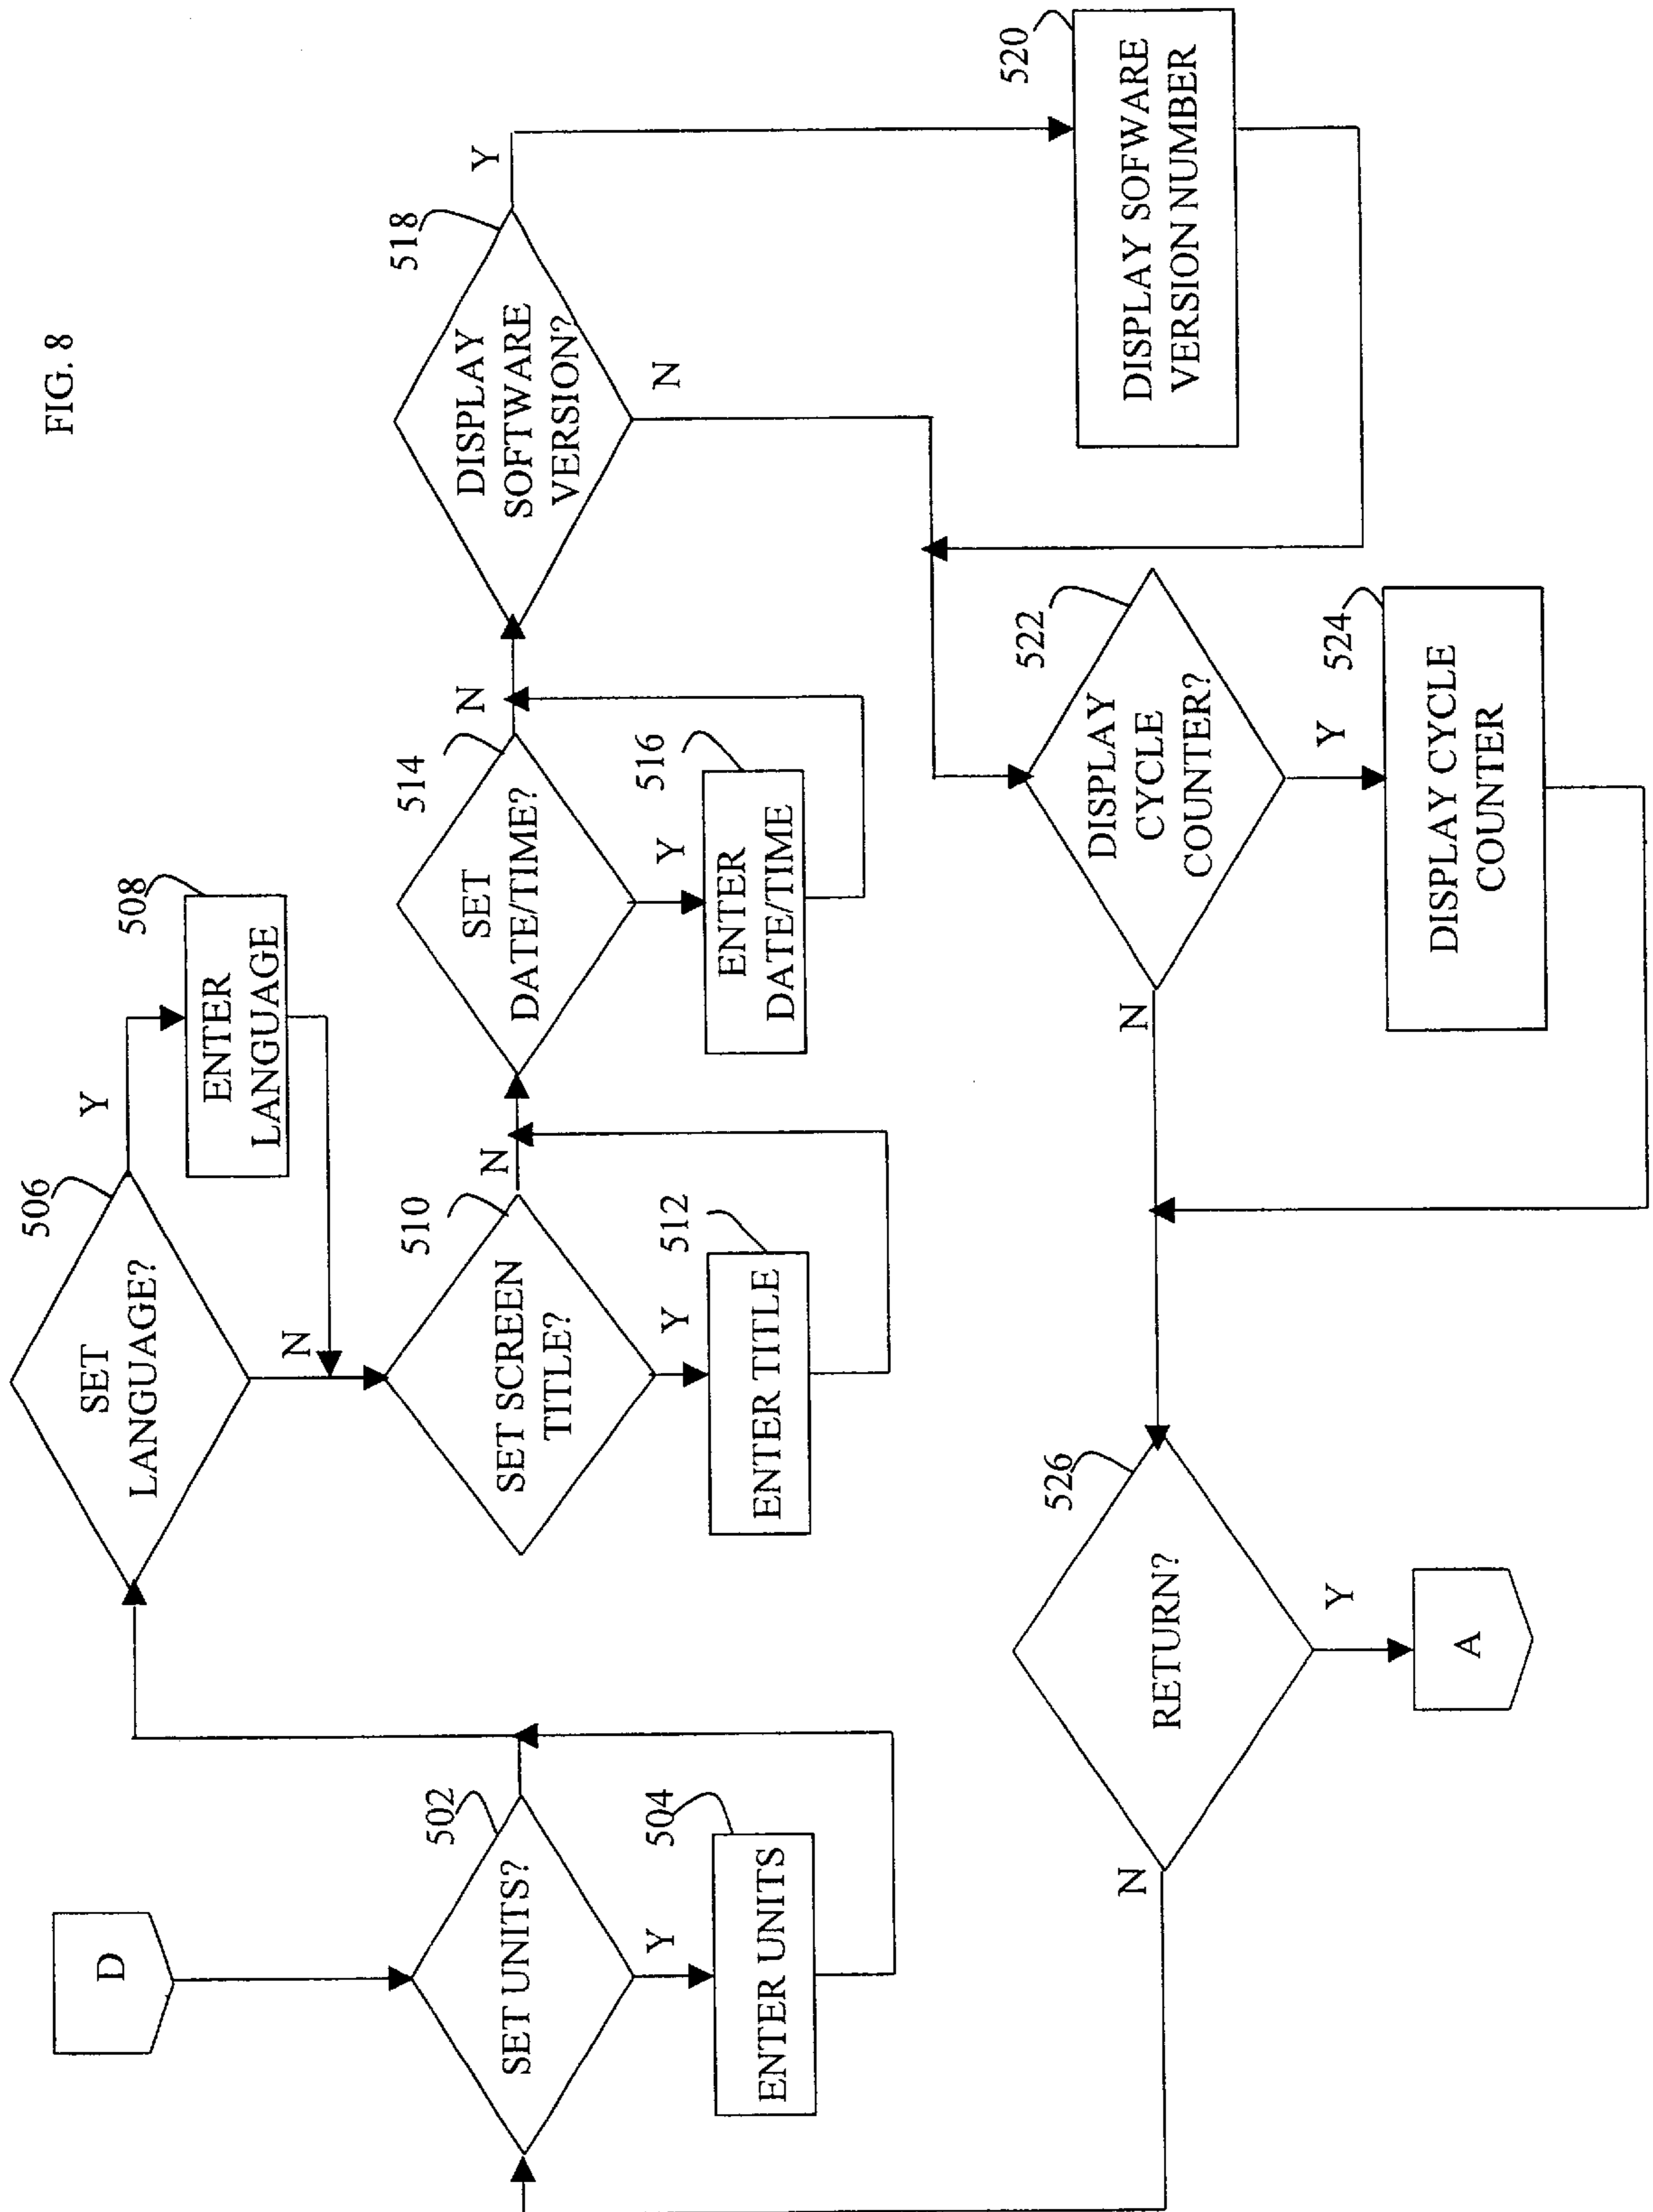 FIG. 8
D
502
SET UNITS?
Y
504
ENTER UNITS
506
SET
LANGUAGE?
Y
508
ENTER
LANGUAGE
N
510
SET SCREEN
TITLE?
N
Y
512
ENTER TITLE
514
SET
DATE/TIME?
N
Y
516
ENTER
DATE/TIME
518
DISPLAY
SOFTWARE
VERSION?
Y
N
520
DISPLAY SOFWARE
VERSION NUMBER
522
DISPLAY
CYCLE
COUNTER?
N
Y
524
DISPLAY CYCLE
COUNTER
526
RETURN?
N
Y
A